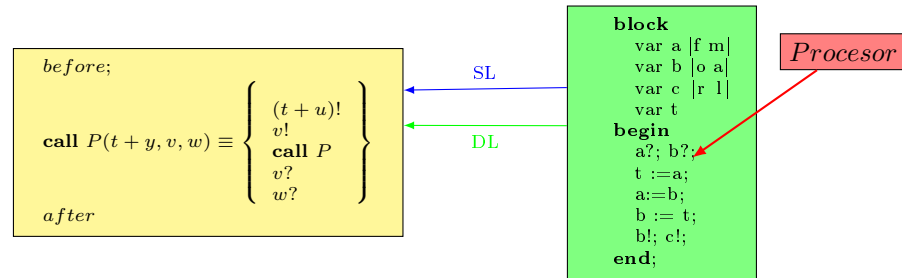 before;
call P(t + y, v, w) ≡
(t + u)!
v!
call P
v?
w?
after
SL
DL
block
var a |f m|
var b |o a|
var c |r l|
var t
begin
a?; b?;
t :=a;
a:=b;
b := t;
b!; c!;
end;
Procesor